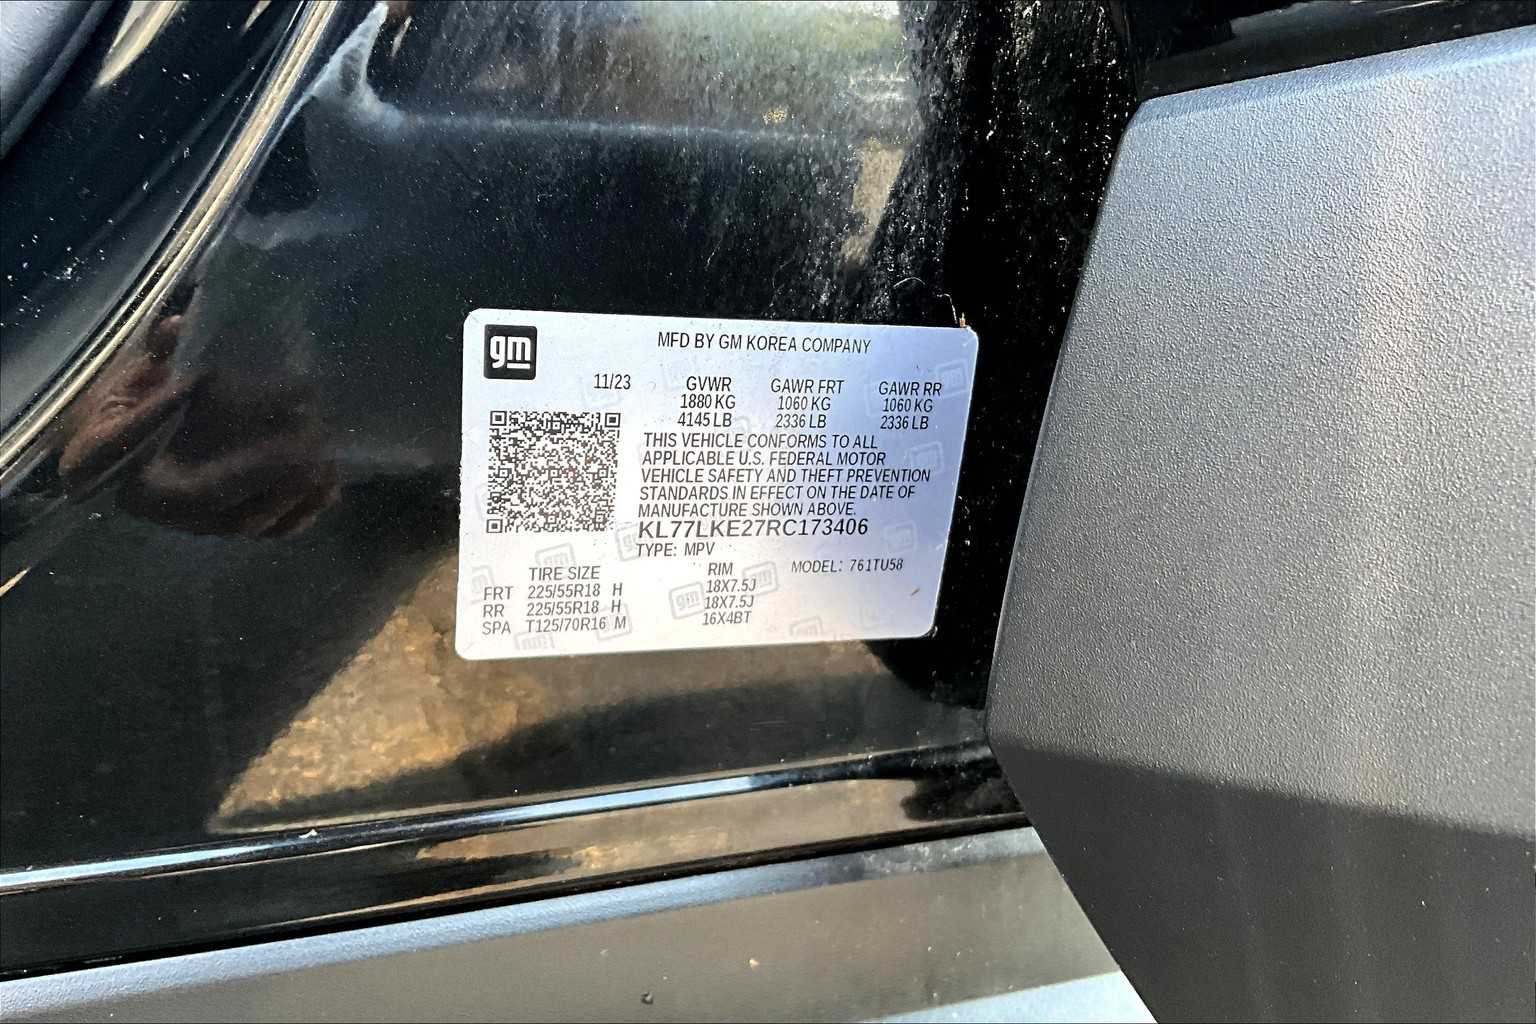 gm
MFD BY GM KOREA COMPANY
11/23 GVWR GAWR FRT GAWR RR
1880 KG 1060 KG 1060 KG
4145 LB 2336 LB 2336 LB
THIS VEHICLE CONFORMS TO ALL
APPLICABLE U.S. FEDERAL MOTOR
VEHICLE SAFETY AND THEFT PREVENTION
STANDARDS IN EFFECT ON THE DATE OF
MANUFACTURE SHOWN ABOVE.
KL77LKE27RC173406
TYPE: MPV
TIRE SIZE RIM MODEL: 761TU58
FRT 225/55R18 H 18X7.5J
RR 225/55R18 H 18X7.5J
SPA T125/70R16 M 16X4BT